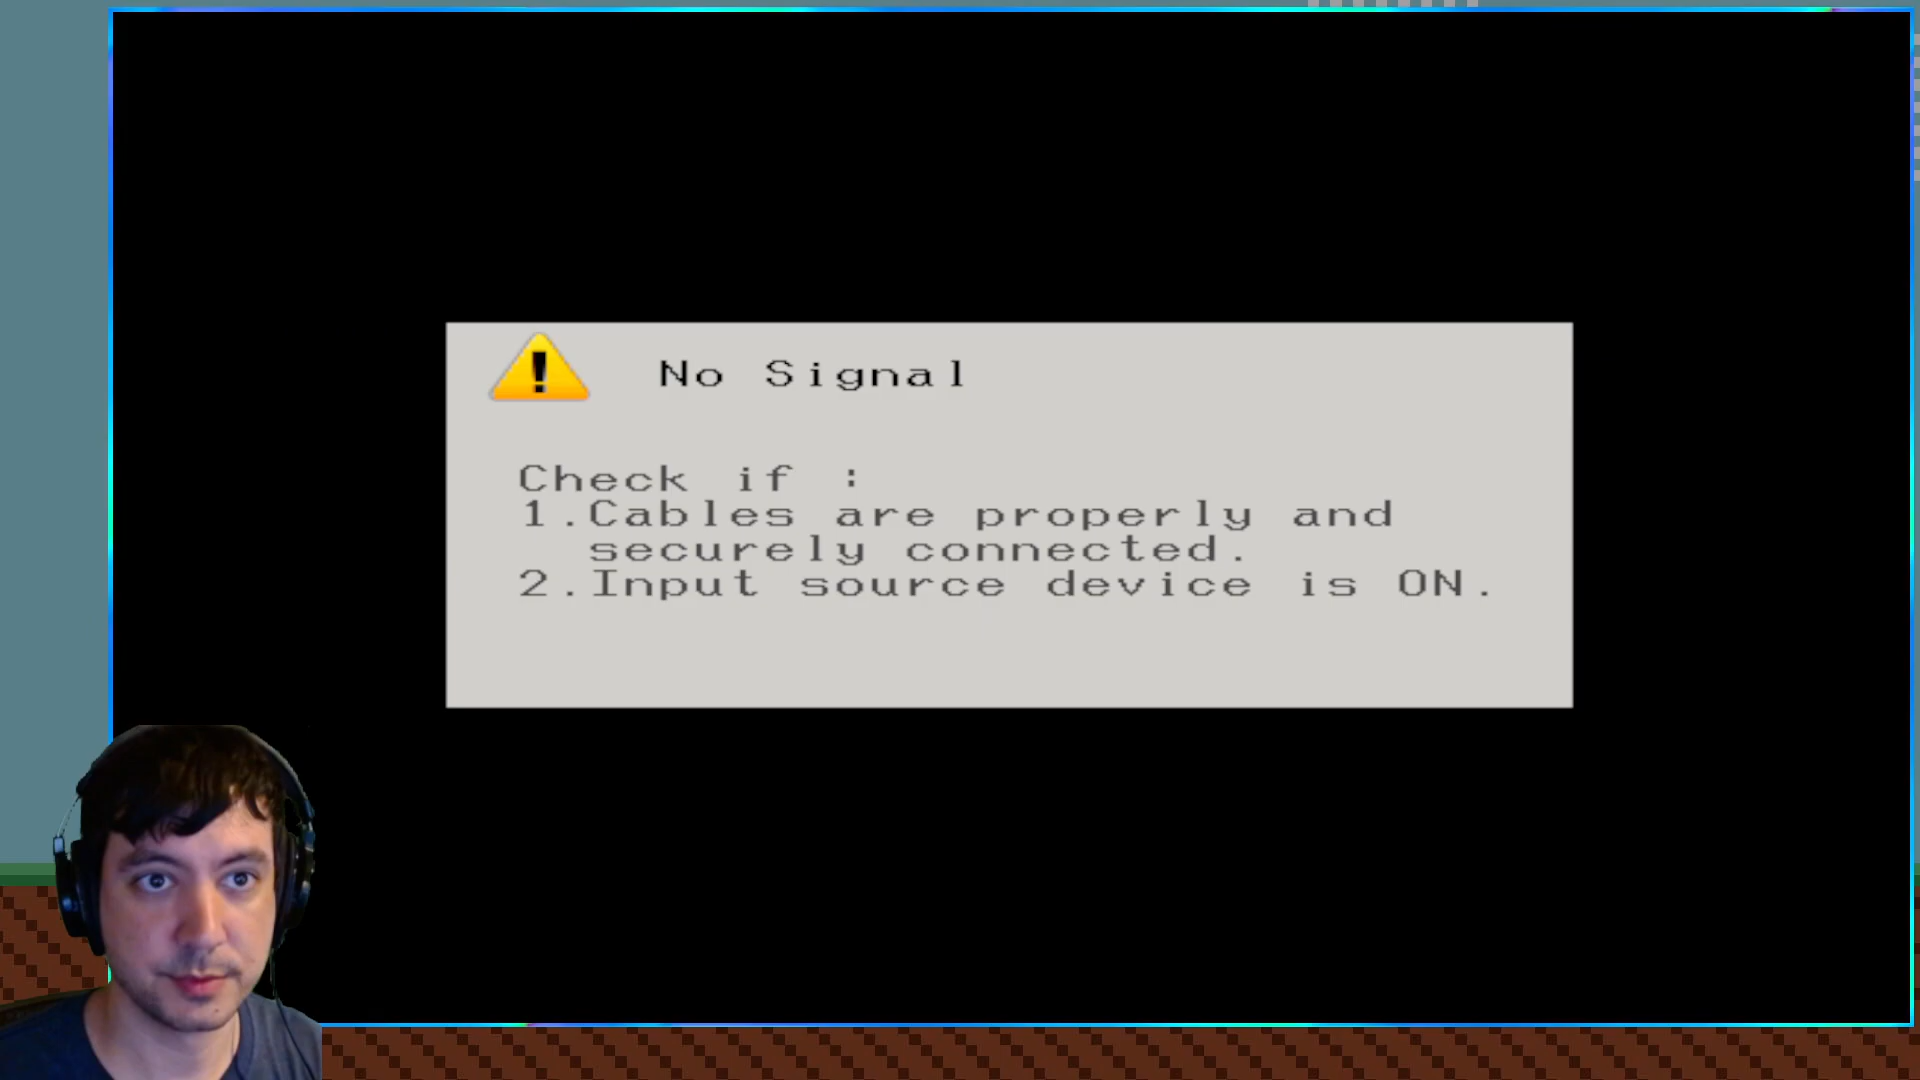 No Signal
Check if :
1.Cables are properly and
securely connected.
2.Input source device is ON.